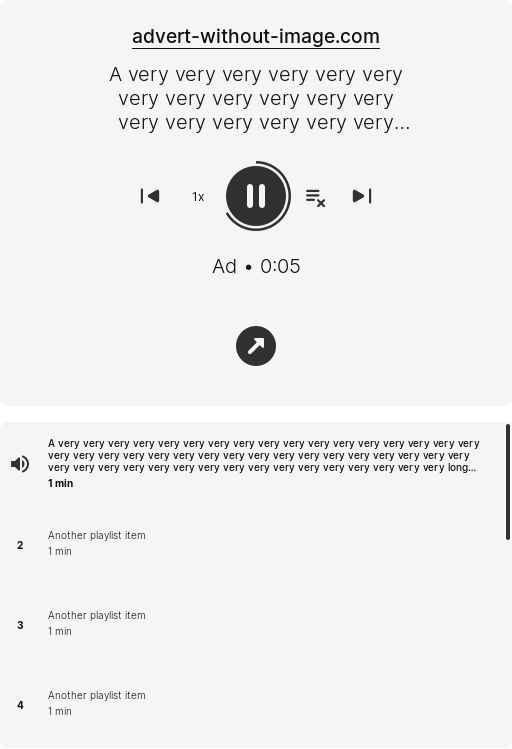 advert-without-image.com
A very very very very very very
very very very very very very
very very very very very very...
1x
Ad • 0:05
A very very very very very very very very very very very very very very very very very
very very very very very very very very very very very very very very very very very
very very very very very very very very very very very very very very very very long...
1 min
2
Another playlist item
1 min
3
Another playlist item
1 min
4
Another playlist item
1 min